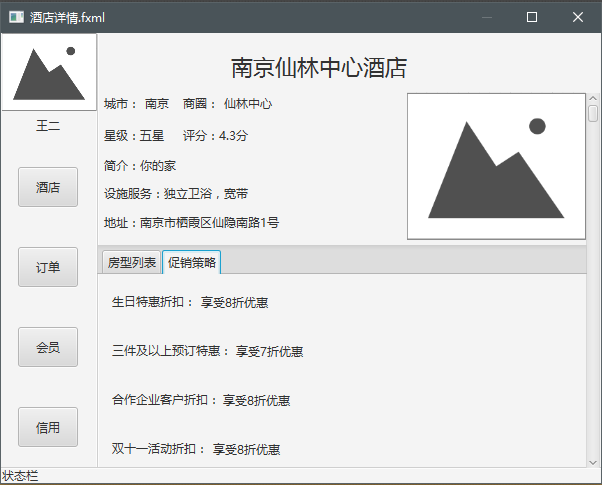 酒店详情.fxml
王二
酒店
订单
会员
信用
南京仙林中心酒店
城市： 南京 商圈： 仙林中心
星级：五星 评分：4.3分
简介：你的家
设施服务：独立卫浴，宽带
地址：南京市栖霞区仙隐南路1号
房型列表 促销策略
生日特惠折扣： 享受8折优惠
三件及以上预订特惠： 享受7折优惠
合作企业客户折扣： 享受8折优惠
双十一活动折扣： 享受8折优惠
状态栏